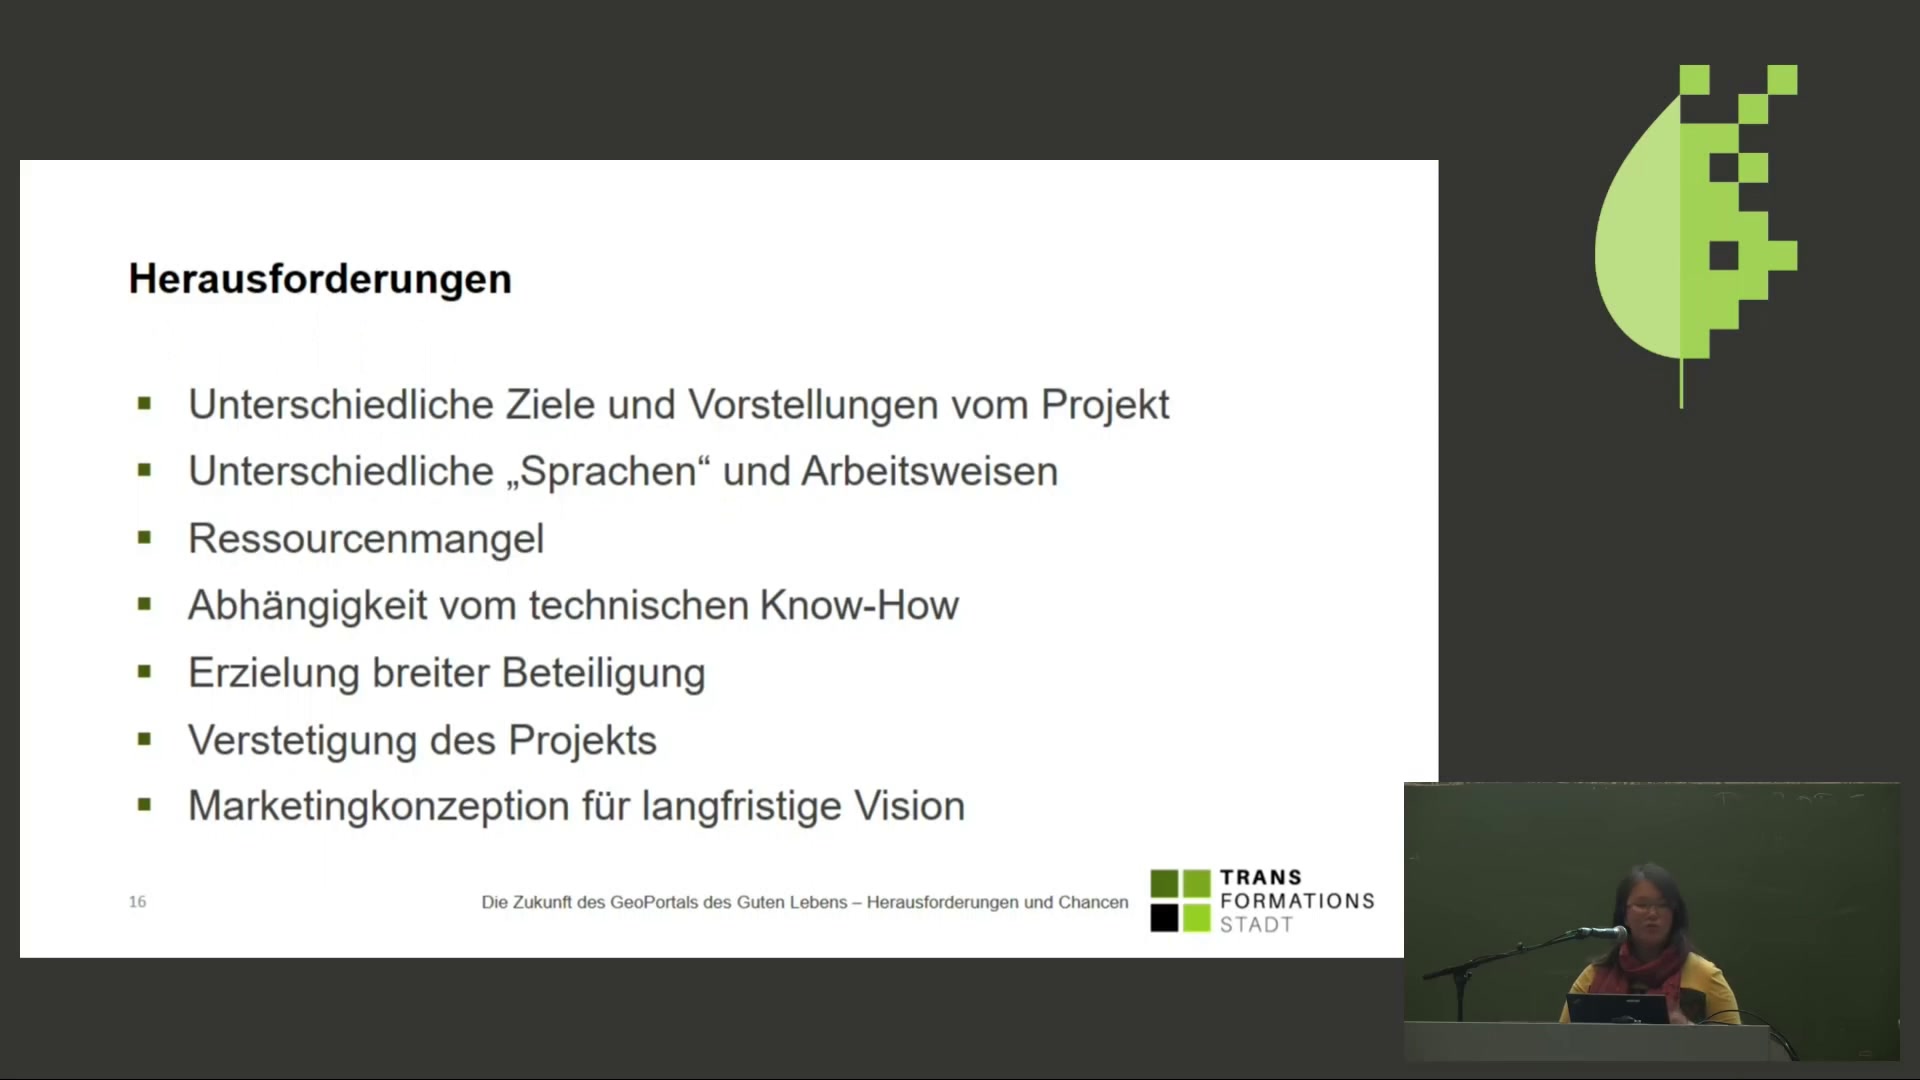 Herausforderungen
Unterschiedliche Ziele und Vorstellungen vom Projekt
Unterschiedliche „Sprachen“ und Arbeitsweisen
Ressourcenmangel
Abhängigkeit vom technischen Know-How
Erzielung breiter Beteiligung
Verstetigung des Projekts
Marketingkonzeption für langfristige Vision
16
Die Zukunft des GeoPortals des Guten Lebens – Herausforderungen und Chancen
TRANS
FORMATIONS
STADT